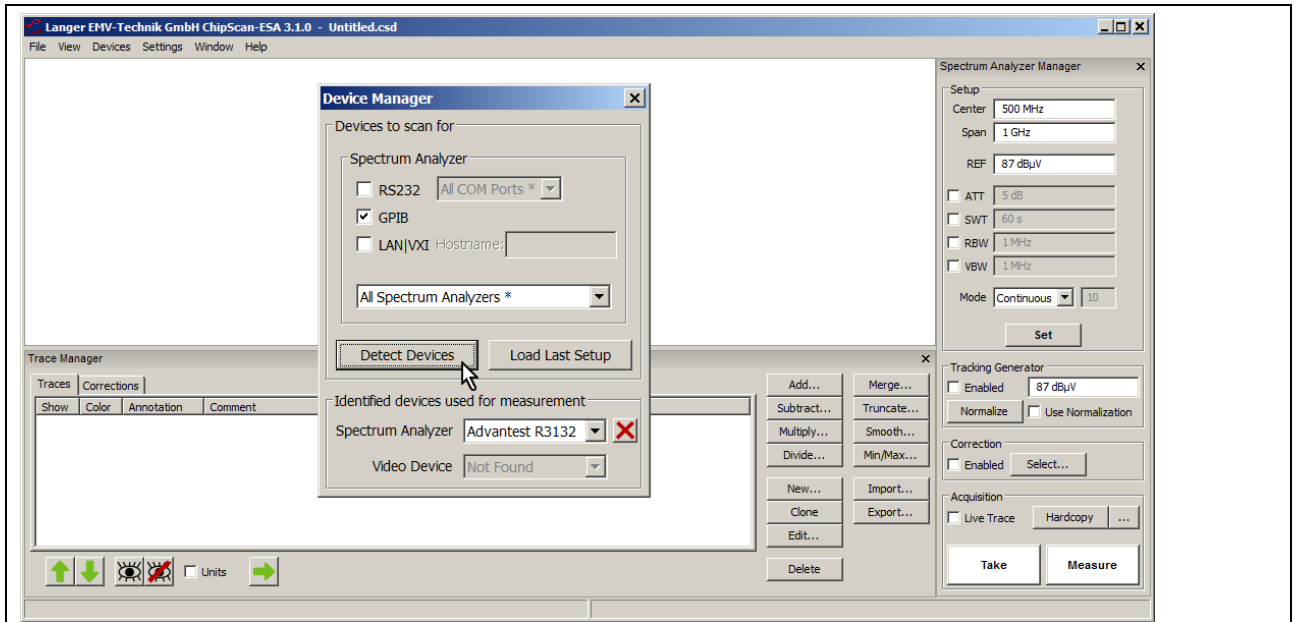 Langer EMV-Technik GmbH ChipScan-ESA 3.1.0 - Untitled.csd
File View Devices Settings Window Help
Device Manager
Devices to scan for
Spectrum Analyzer
RS232 All COM Ports *
GPIB
LAN|VXI Hostname:
All Spectrum Analyzers *
Detect Devices Load Last Setup
Identified devices used for measurement
Spectrum Analyzer Advantest R3132
Video Device Not Found
Spectrum Analyzer Manager
Setup
Center 500 MHz
Span 1 GHz
REF 87 dBµV
ATT 5 dB
SWT 60 s
RBW 1 MHz
VBW 1 MHz
Mode Continuous 10
Set
Tracking Generator
Enabled 87 dBµV
Normalize Use Normalization
Correction
Enabled Select...
Acquisition
Live Trace Hardcopy ...
Take Measure
Trace Manager
Traces Corrections
Show Color Annotation Comment
Add... Merge...
Subtract... Truncate...
Multiply... Smooth...
Divide... Min/Max...
New... Import...
Clone Export...
Edit...
Units
Delete